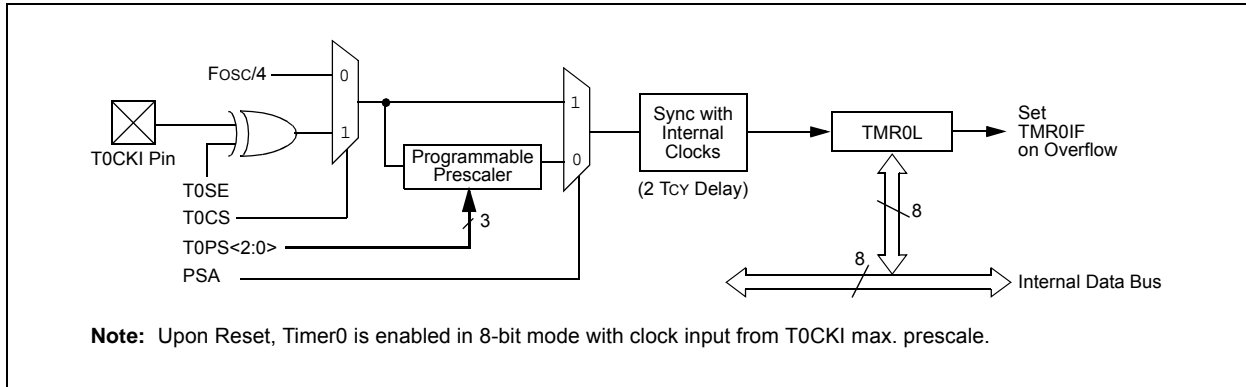 FOSC/4
0
1
T0CKI Pin
T0SE
T0CS
T0PS<2:0>
PSA
Programmable
Prescaler
3
1
0
Sync with
Internal
Clocks
(2 TCY Delay)
TMR0L
Set
TMR0IF
on Overflow
8
8
Internal Data Bus
Note: Upon Reset, Timer0 is enabled in 8-bit mode with clock input from T0CKI max. prescale.